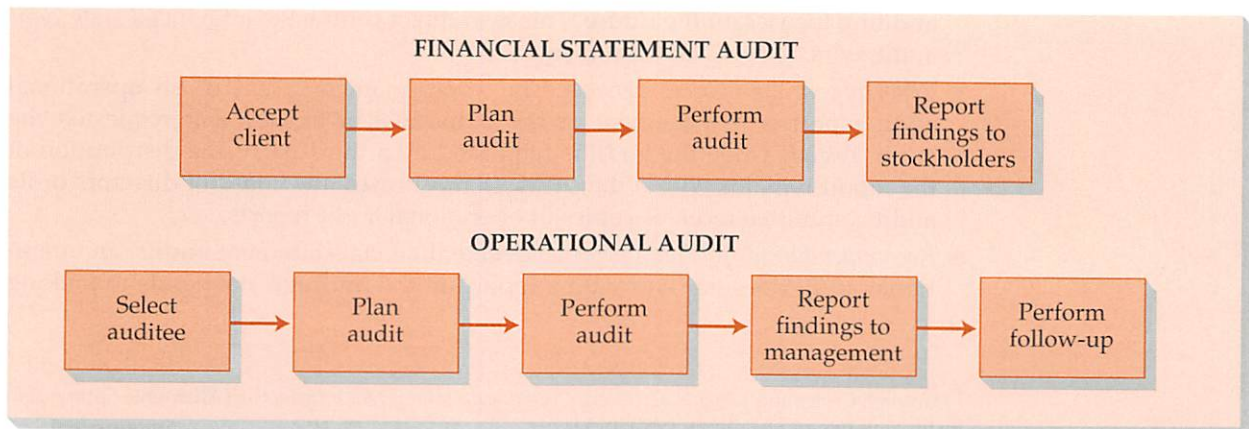 FINANCIAL STATEMENT AUDIT
Accept
client
Plan
audit
Perform
audit
Report
findings to
stockholders
OPERATIONAL AUDIT
Select
auditee
Plan
audit
Perform
audit
Report
findings to
management
Perform
follow-up